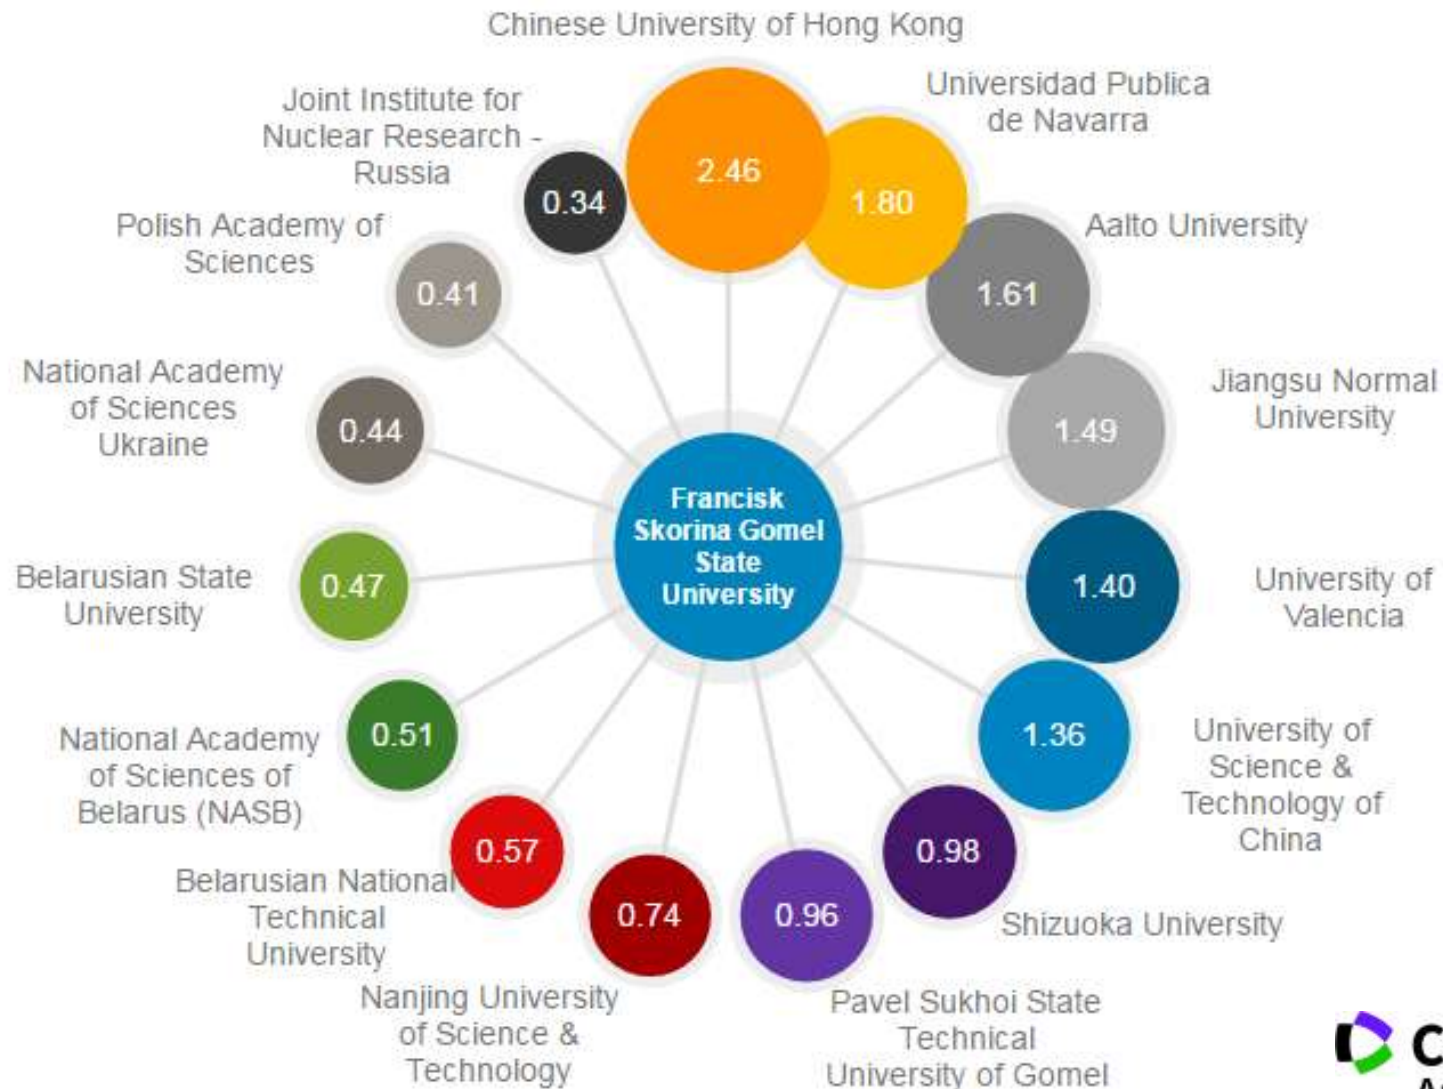 Chinese University of Hong Kong
Universidad Publica
de Navarra
Joint Institute for
Nuclear Research -
Russia
2.46
0.34
1.80
Polish Academy of
Sciences
Aalto University
0.41
1.61
National Academy
of Sciences
Ukraine
Jiangsu Normal
University
0.44
1.49
Francisk
Skorina Gomel
State
University
Belarusian State
University
0.47
1.40
University of
Valencia
National Academy
of Sciences of
Belarus (NASB)
0.51
1.36
University of
Science &
Technology of
China
0.57
0.98
Belarusian National
Technical
University
0.74
0.96
Shizuoka University
Nanjing University
of Science &
Technology
Pavel Sukhoi State
Technical
University of Gomel